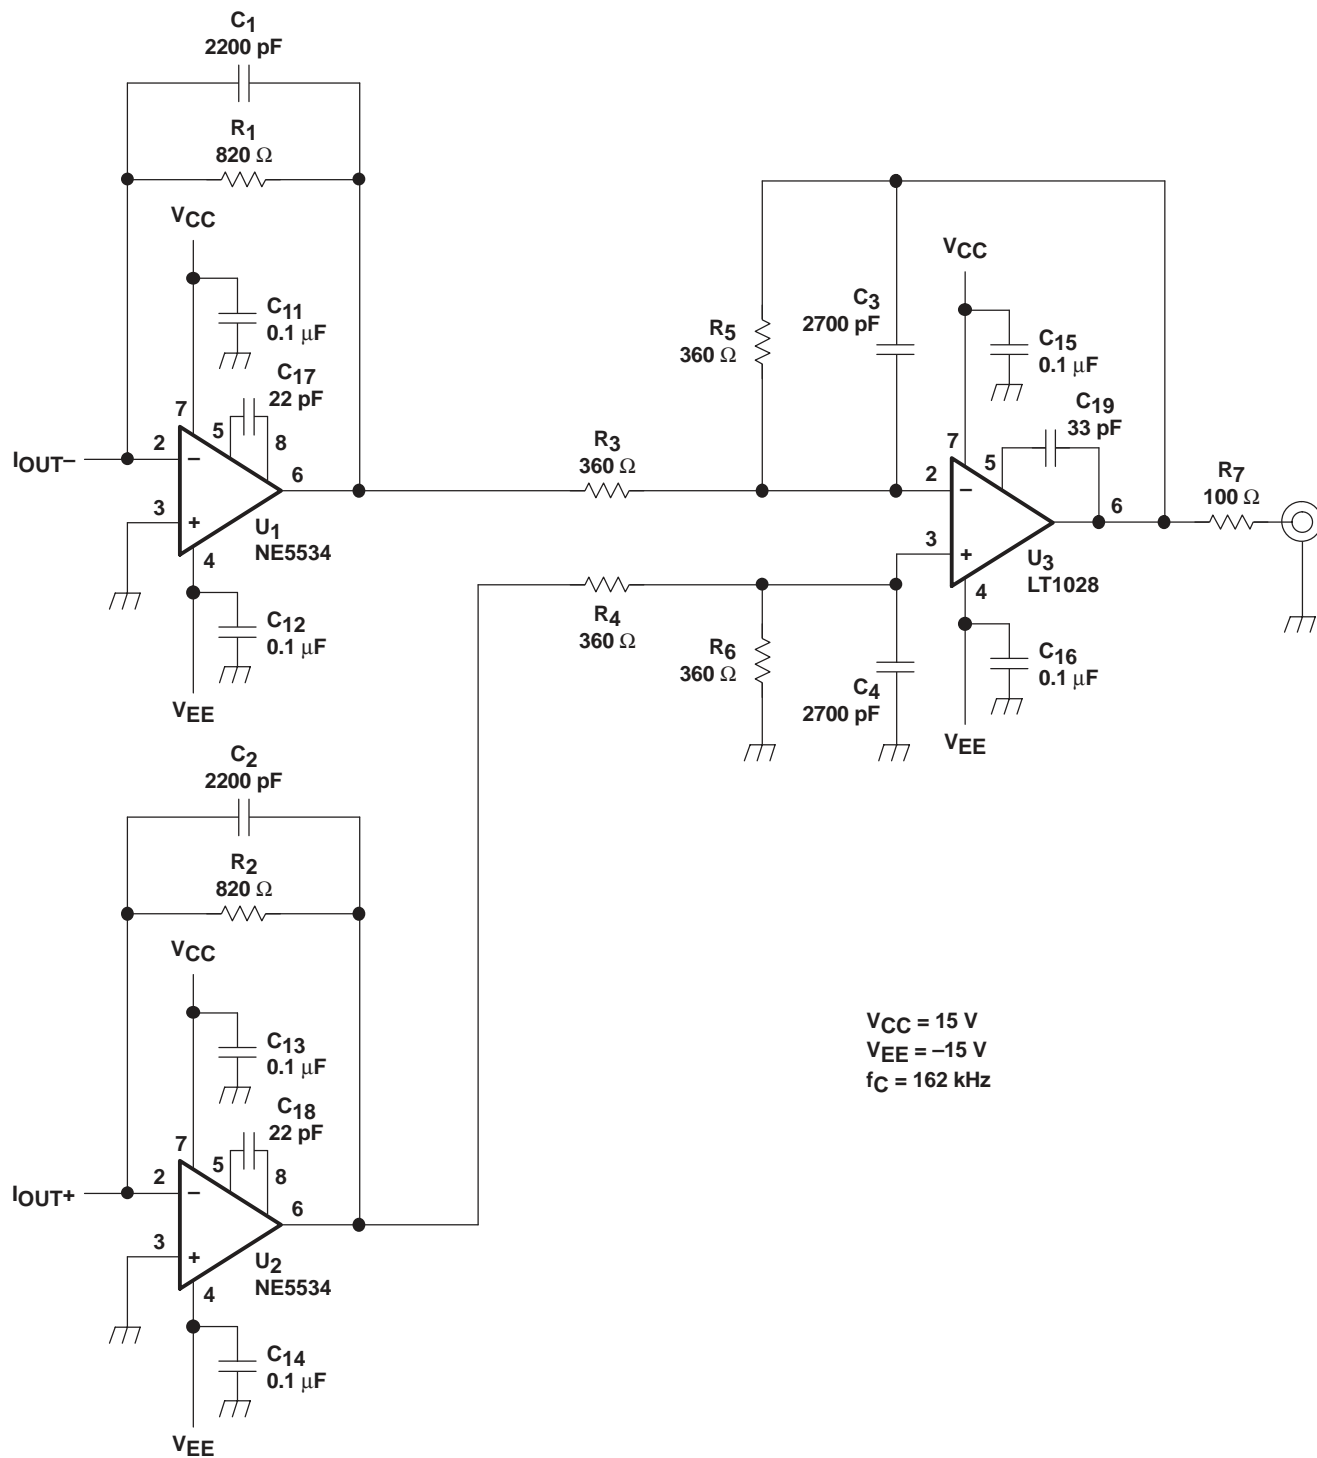 C1
2200 pF
R1
820 Ω
VCC
C11
0.1 μF
C17
22 pF
7
5
8
2
IOUT–
–
6
3
+
U1
NE5534
4
C12
0.1 μF
VEE
R3
360 Ω
R5
360 Ω
C3
2700 pF
VCC
C15
0.1 μF
C19
33 pF
7
5
2
–
6
R7
100 Ω
3
+
U3
LT1028
4
R4
360 Ω
R6
360 Ω
C4
2700 pF
C16
0.1 μF
VEE
C2
2200 pF
R2
820 Ω
VCC
C13
0.1 μF
C18
22 pF
7
5
8
2
IOUT+
–
6
3
+
U2
NE5534
4
C14
0.1 μF
VEE
VCC = 15 V
VEE = –15 V
fC = 162 kHz